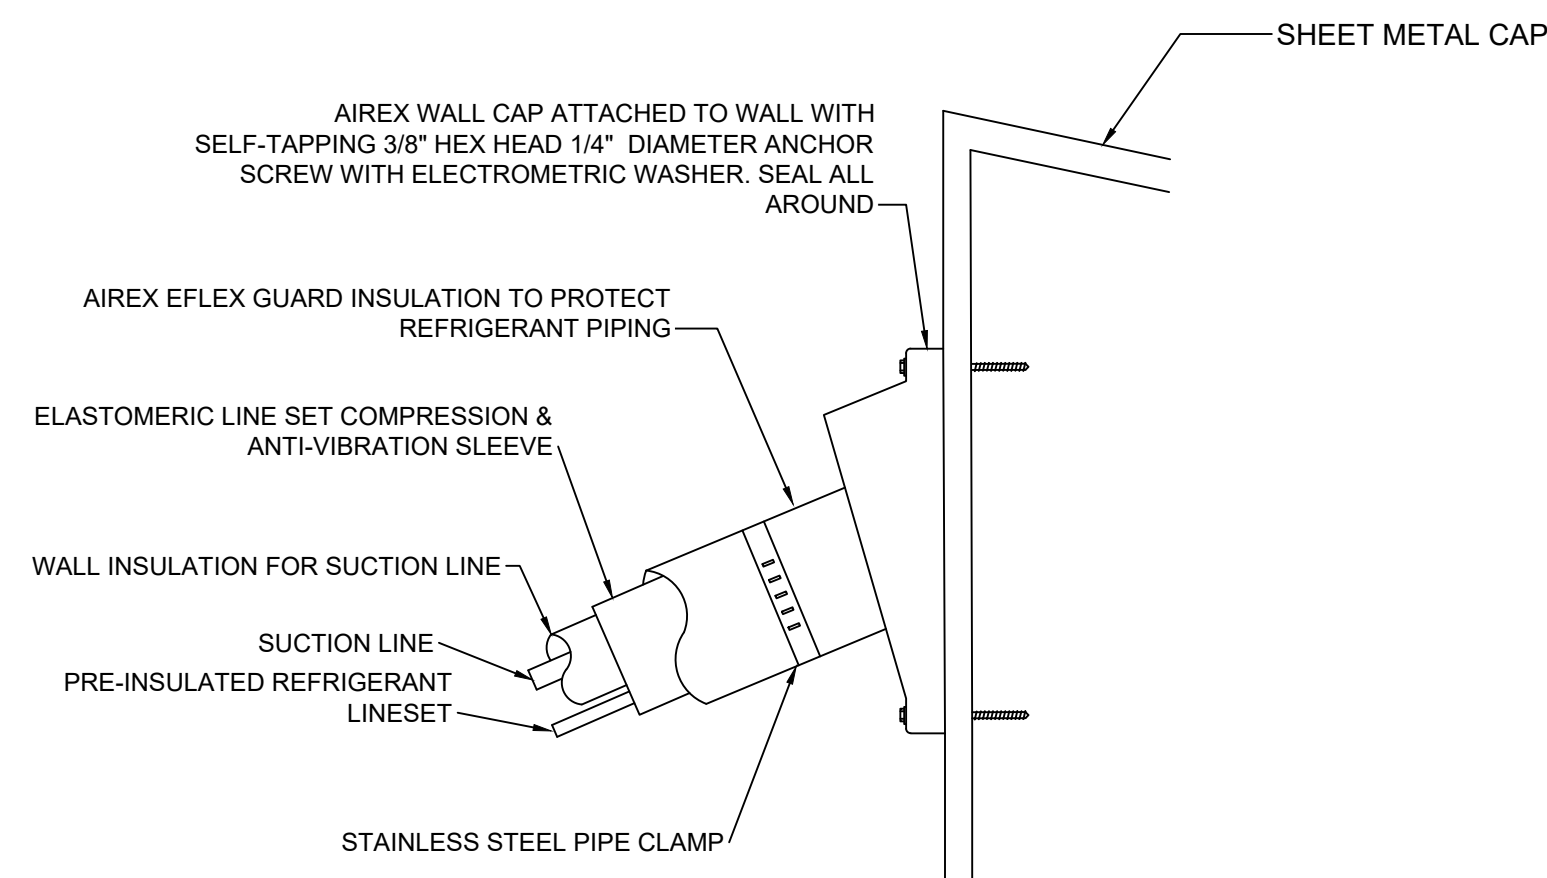 SHEET METAL CAP
AIREX WALL CAP ATTACHED TO WALL WITH
SELF-TAPPING 3/8" HEX HEAD 1/4" DIAMETER ANCHOR
SCREW WITH ELECTROMETRIC WASHER. SEAL ALL
AROUND
AIREX EFLEX GUARD INSULATION TO PROTECT
REFRIGERANT PIPING
ELASTOMERIC LINE SET COMPRESSION &
ANTI-VIBRATION SLEEVE
WALL INSULATION FOR SUCTION LINE
SUCTION LINE
PRE-INSULATED REFRIGERANT
LINESET
STAINLESS STEEL PIPE CLAMP